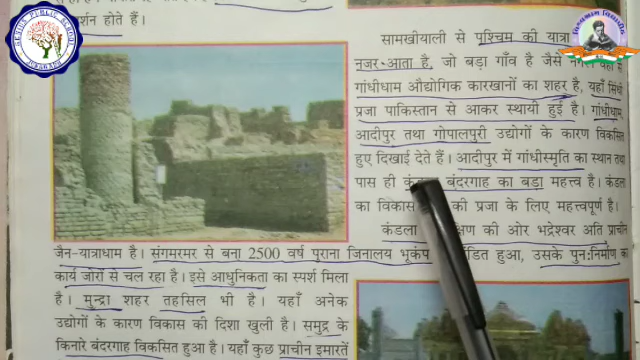 दर्शन होते हैं।
सामखीयाली से पश्चिम की यात्रा
नजर आता है, जो बड़ा गाँव है जैसे
गांधीधाम औद्योगिक कारखानों का शहर है, यहाँ सिंधी
प्रजा पाकिस्तान से आकर स्थायी हुई है। गांधीधाम,
आदीपुर तथा गोपालपुरी उद्योगों के कारण विकसित
हुए दिखाई देते हैं। आदीपुर में गांधीस्मृति का स्थान तथा
पास ही बंदरगाह का बड़ा महत्त्व है। कंडला
का विकास की प्रजा के लिए महत्त्वपूर्ण है।
कंडला की ओर भद्रेश्वर अति प्राचीन
जैन-यात्राधाम है। संगमरमर से बना 2500 वर्ष पुराना जिनालय भूकंप हुआ, उसके पुनःनिर्माण का
कार्य जोरों से चल रहा है। इसे आधुनिकता का स्पर्श मिला
है। मुन्द्रा शहर तहसिल भी है। यहाँ अनेक
उद्योगों के कारण विकास की दिशा खुली है। समुद्र के
किनारे बंदरगाह विकसित हुआ है। यहाँ कुछ प्राचीन इमारतें